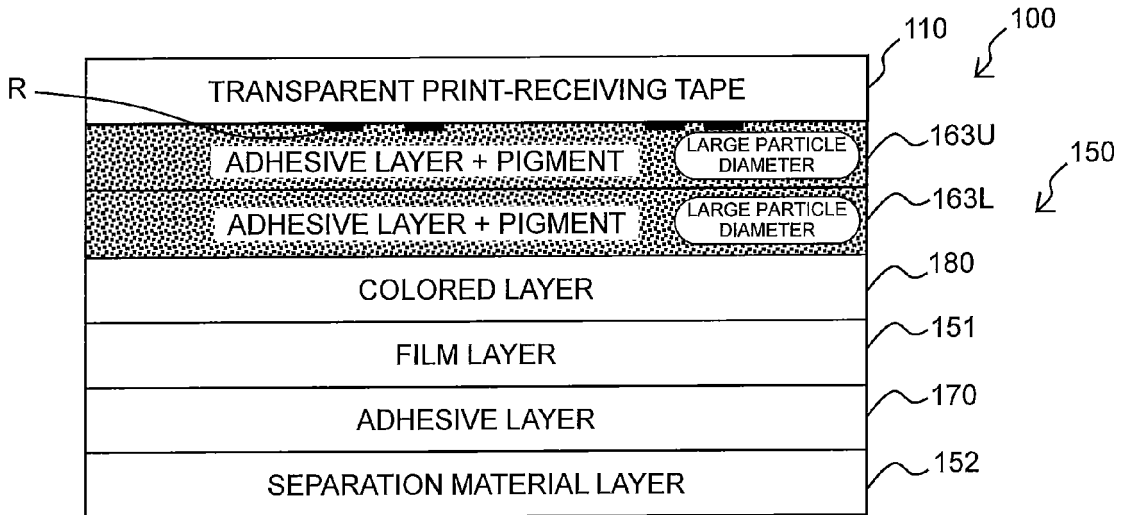 110
100
R
TRANSPARENT PRINT-RECEIVING TAPE
163U
ADHESIVE LAYER + PIGMENT
LARGE PARTICLE
DIAMETER
150
163L
ADHESIVE LAYER + PIGMENT
LARGE PARTICLE
DIAMETER
180
COLORED LAYER
151
FILM LAYER
170
ADHESIVE LAYER
152
SEPARATION MATERIAL LAYER